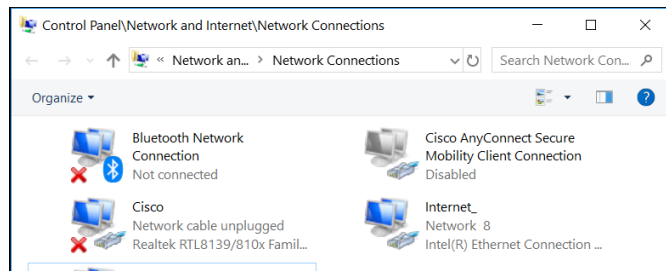 Control Panel\Network and Internet\Network Connections
« Network an... > Network Connections
Search Network Con...
Organize
?
Bluetooth Network
Connection
Not connected
Cisco AnyConnect Secure
Mobility Client Connection
Disabled
Cisco
Network cable unplugged
Realtek RTL8139/810x Famil...
Internet_
Network 8
Intel(R) Ethernet Connection ...